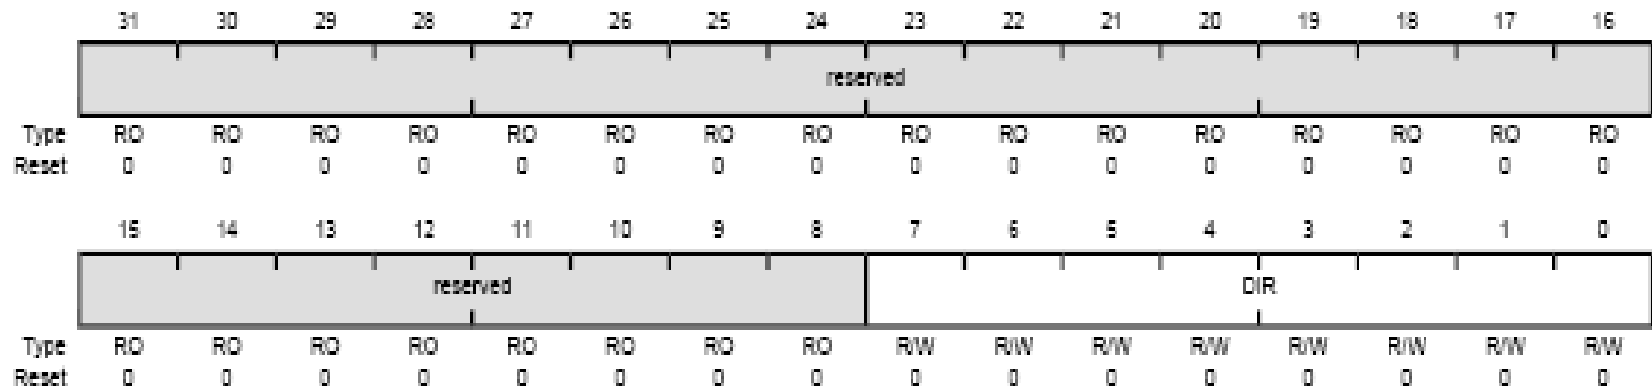 31 30 29 28 27 26 25 24 23 22 21 20 19 18 17 16
reserved
Type RO RO RO RO RO RO RO RO RO RO RO RO RO RO RO RO
Reset 0 0 0 0 0 0 0 0 0 0 0 0 0 0 0 0
15 14 13 12 11 10 9 8 7 6 5 4 3 2 1 0
reserved DIR
Type RO RO RO RO RO RO RO RO R/W R/W R/W R/W R/W R/W R/W R/W
Reset 0 0 0 0 0 0 0 0 0 0 0 0 0 0 0 0